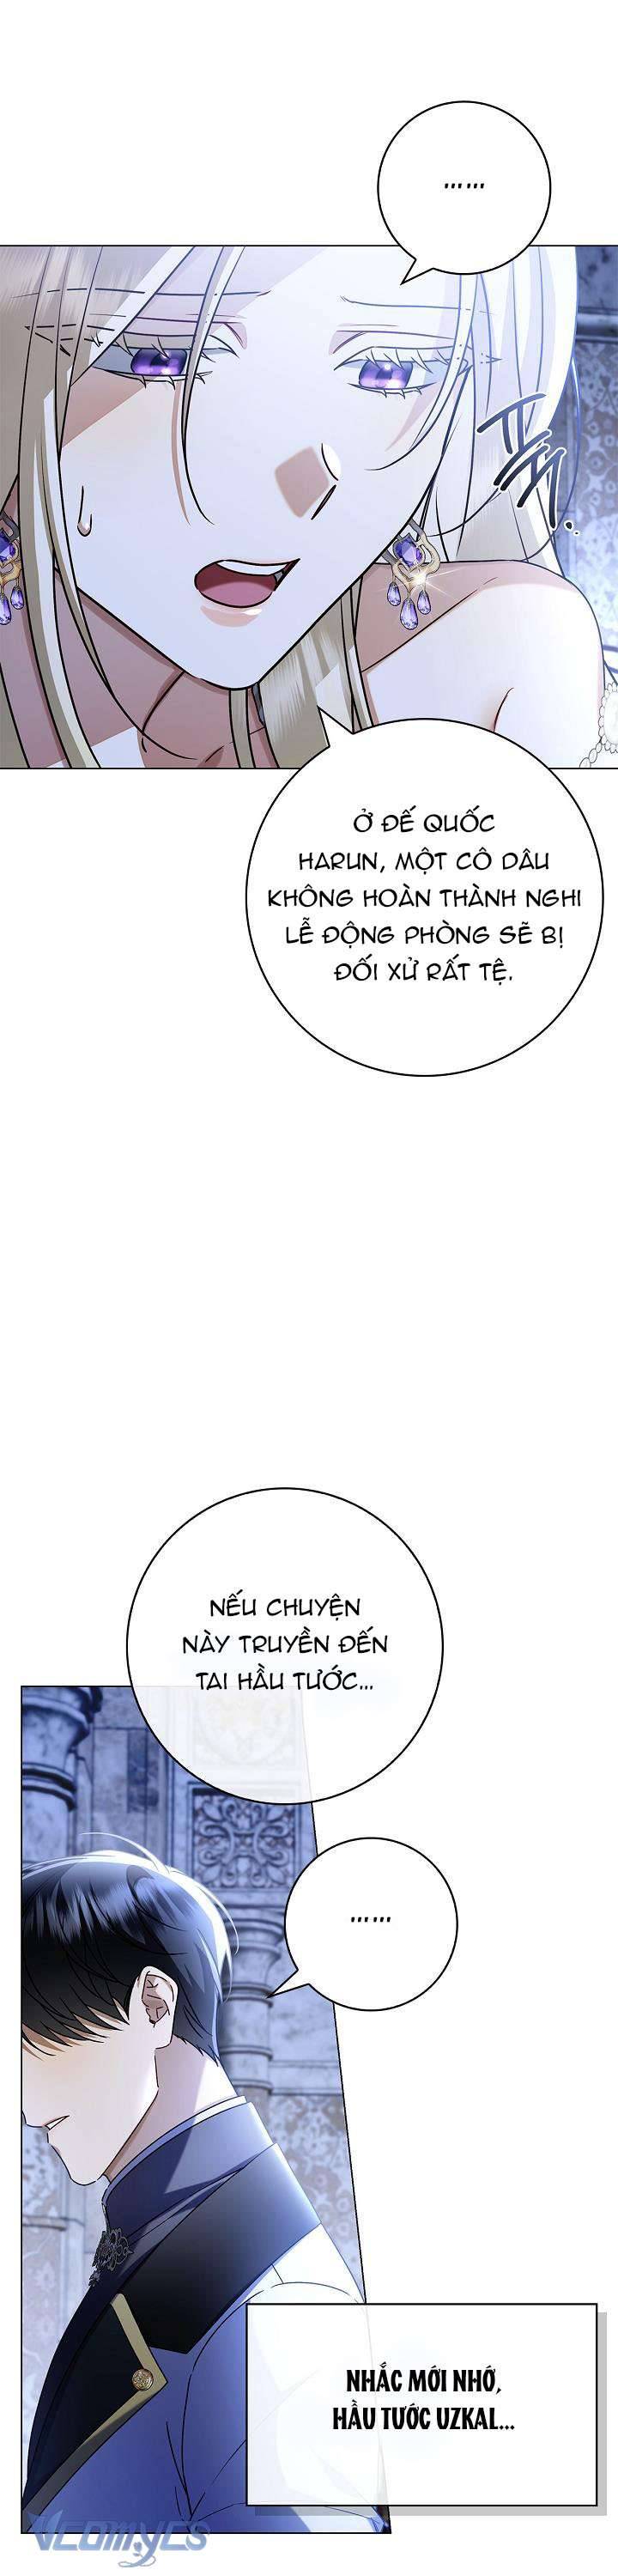 ……
Ở ĐẾ QUỐC
HARUN, MỘT CÔ DÂU
KHÔNG HOÀN THÀNH NGHI
LỄ ĐỘNG PHÒNG SẼ BỊ
ĐỐI XỬ RẤT TỆ.
NẾU CHUYỆN
NÀY TRUYỀN ĐẾN
TAI HẦU TƯỚC...
……
NHẮC MỚI NHỚ,
HẦU TƯỚC UZKAL...